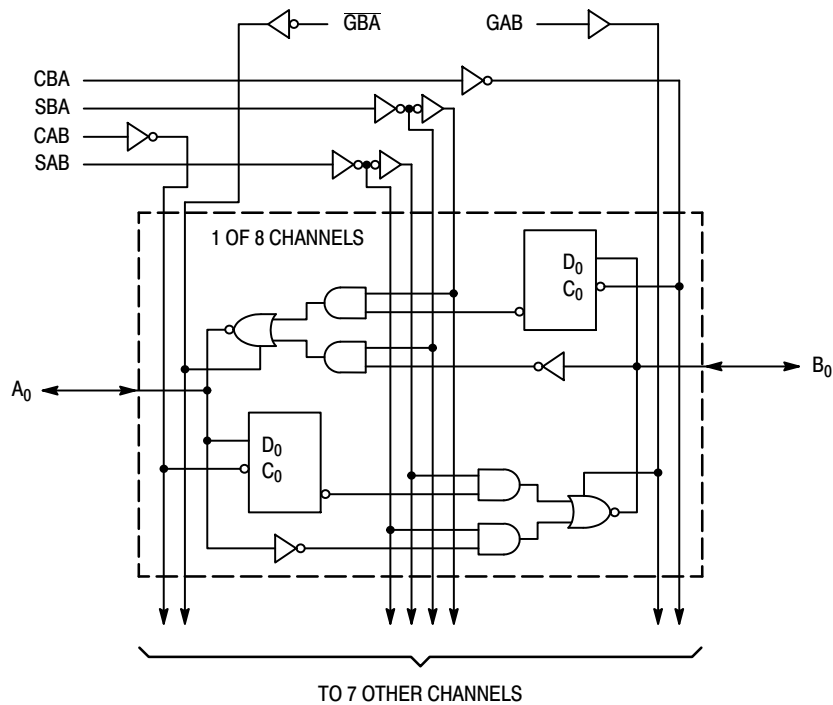 G̅B̅A̅ GAB
CBA
SBA
CAB
SAB
1 OF 8 CHANNELS
D₀
C₀
A₀ B₀
D₀
C₀
TO 7 OTHER CHANNELS